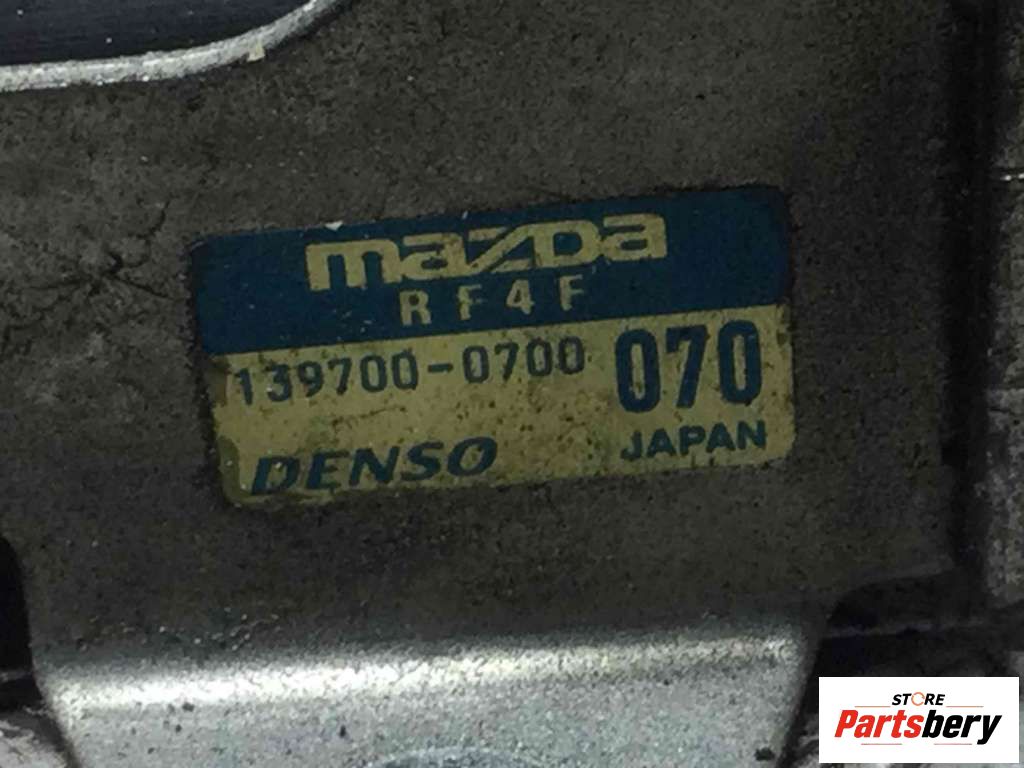 mazda
RF4F
139700-0700 070
DENSO JAPAN
STORE
Partsbery